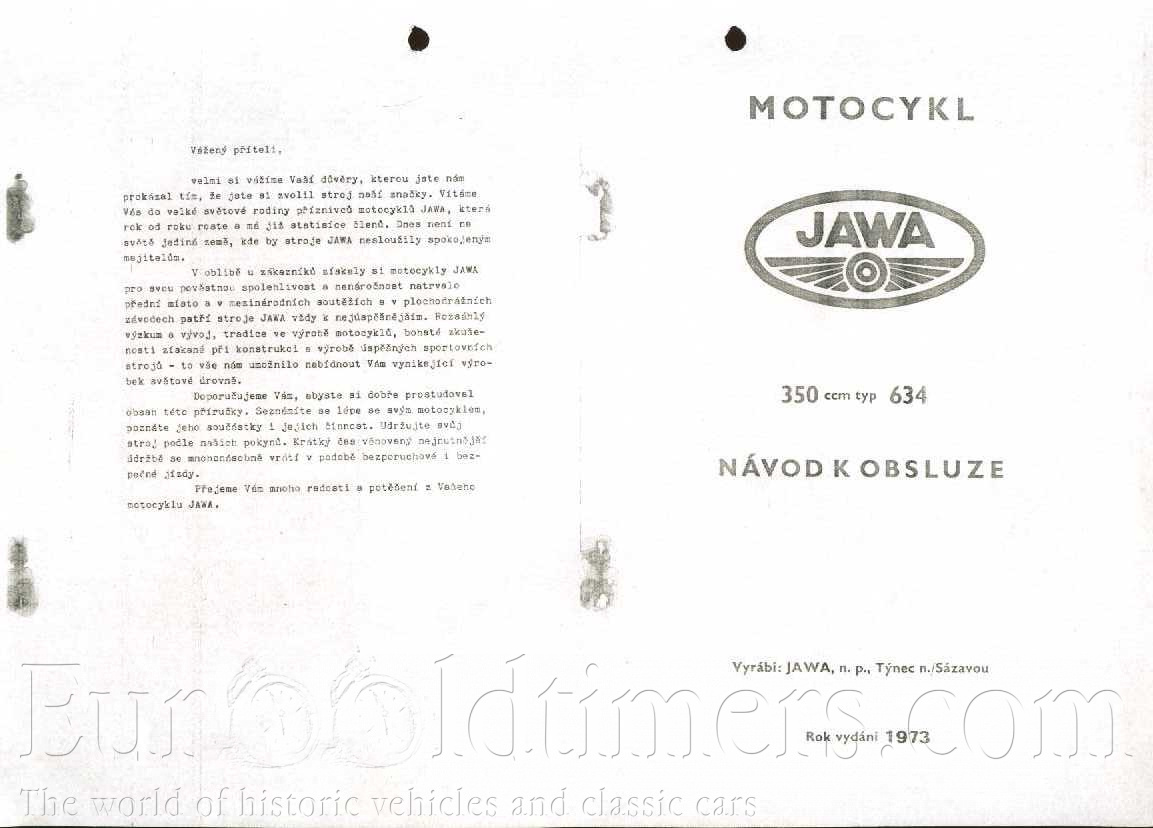 Vážený příteli,
velmi si vážíme Vaší důvěry, kterou jste nám
prokázal tím, že jste si zvolil stroj naší značky. Vítáme
Vás do velké světové rodiny příznivců motocyklů JAWA, která
rok od roku roste a má již statisíce členů. Dnes není na
světě jediná země, kde by stroje JAWA nesloužily spokojeným
majitelům.
V oblibě u zákazníků získaly si motocykly JAWA
pro svou pověstnou spolehlivost a nenáročnost natrvalo
přední místo a v mezinárodních soutěžích a v plochodrážních
závodech patří stroje JAWA vždy k nejúspěšnějším. Rozsáhlý
výzkum a vývoj, tradice ve výrobě motocyklů, bohaté zkuše-
nosti získané při konstrukci a výrobě úspěšných sportovních
strojů - to vše nám umožnilo nabídnout Vám vynikající výro-
bek světové úrovně.
Doporučujeme Vám, abyste si dobře prostudoval
obsah této příručky. Seznámíte se lépe se svým motocyklem,
poznáte jeho součástky i jejich činnost. Udržujte svůj
stroj podle našich pokynů. Krátký čas věnovaný nejnutnější
údržbě se mnohonásobně vrátí v podobě bezporuchové i bez-
pečné jízdy.
Přejeme Vám mnoho radosti a potěšení z Vašeho
motocyklu JAWA.
MOTOCYKL
JAWA
350 ccm typ 634
NÁVOD K OBSLUZE
Vyrábi: JAWA, n. p., Týnec n./Sázavou
Rok vydáni 1973
Eurooldtimers.com
The world of historic vehicles and classic cars